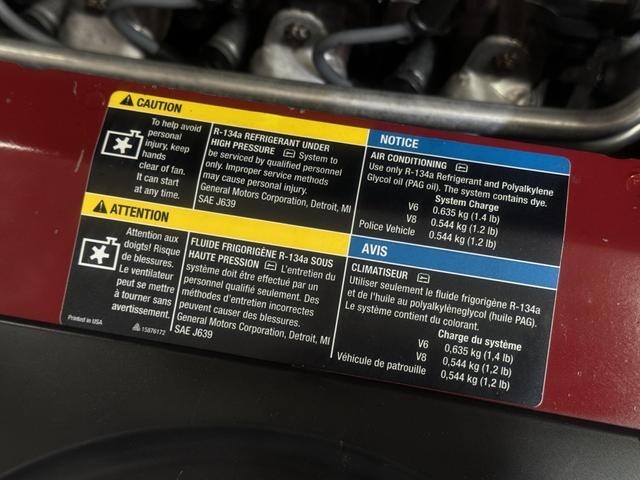 CAUTION
To help avoid
personal
injury, keep
hands
clear of fan.
It can start
at any time.
R-134a REFRIGERANT UNDER
HIGH PRESSURE System to
be serviced by qualified personnel
only. Improper service methods
may cause personal injury.
General Motors Corporation, Detroit, MI
SAE J639
NOTICE
AIR CONDITIONING
Use only R-134a Refrigerant and Polyalkylene
Glycol oil (PAG oil). The system contains dye.
System Charge
V6 0.635 kg (1.4 lb)
V8 0.544 kg (1.2 lb)
Police Vehicle 0.544 kg (1.2 lb)
ATTENTION
Attention aux
doigts! Risque
de blessures.
Le ventilateur
peut se mettre
à tourner sans
avertissement.
FLUIDE FRIGORIGÈNE R-134a SOUS
HAUTE PRESSION L'entretien du
système doit être effectué par un
personnel qualifié seulement. Des
méthodes d'entretien incorrectes
peuvent causer des blessures.
General Motors Corporation, Detroit, MI
SAE J639
AVIS
CLIMATISEUR
Utiliser seulement le fluide frigorigène R-134a
et de l'huile au polyalkylèneglycol (huile PAG).
Le système contient du colorant.
Charge du système
V6 0,635 kg (1,4 lb)
V8 0,544 kg (1,2 lb)
Véhicule de patrouille 0,544 kg (1,2 lb)
Printed in USA
15876172